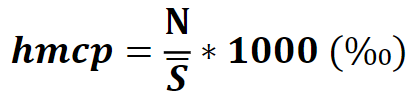 hmcp = N / S̅ * 1000 (‰)